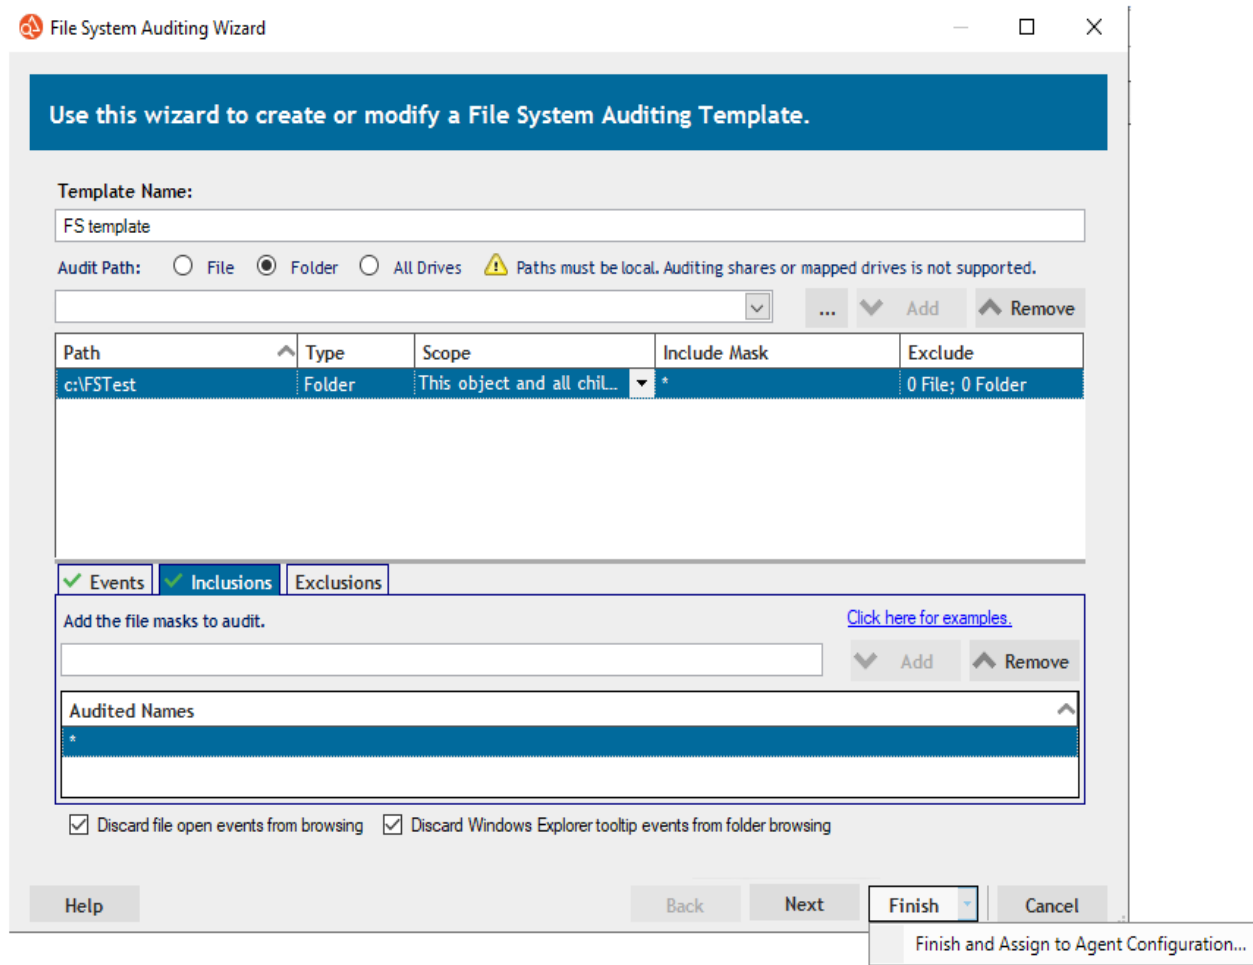 File System Auditing Wizard
Use this wizard to create or modify a File System Auditing Template.
Template Name:
FS template
Audit Path: File Folder All Drives Paths must be local. Auditing shares or mapped drives is not supported.
... Add Remove
Path Type Scope Include Mask Exclude
c:\FSTest Folder This object and all chil... * 0 File; 0 Folder
Events Inclusions Exclusions
Add the file masks to audit. Click here for examples.
Add Remove
Audited Names
*
Discard file open events from browsing Discard Windows Explorer tooltip events from folder browsing
Help Back Next Finish Cancel
Finish and Assign to Agent Configuration...